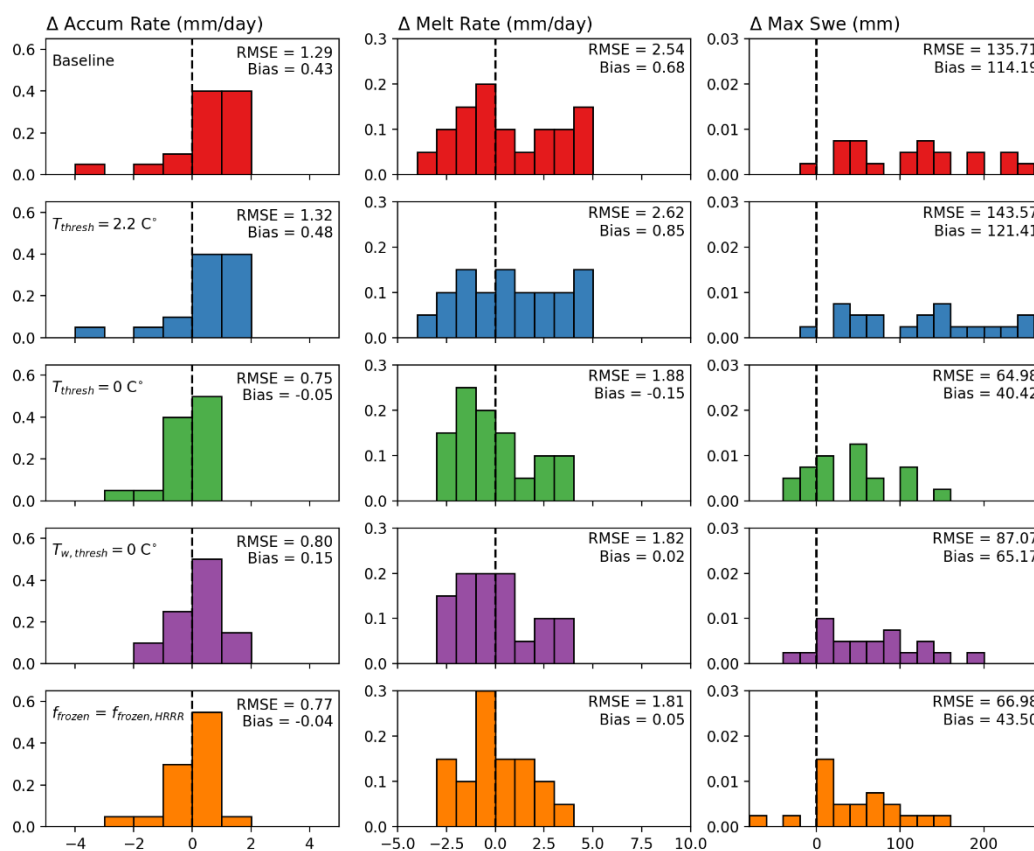 Δ Accum Rate (mm/day)
Δ Melt Rate (mm/day)
Δ Max Swe (mm)
0.6
0.4
0.2
0.0
Baseline
RMSE = 1.29
Bias = 0.43
0.3
0.2
0.1
0.0
RMSE = 2.54
Bias = 0.68
0.03
0.02
0.01
0.00
RMSE = 135.71
Bias = 114.19
0.6
0.4
0.2
0.0
T_thresh = 2.2 C°
RMSE = 1.32
Bias = 0.48
0.3
0.2
0.1
0.0
RMSE = 2.62
Bias = 0.85
0.03
0.02
0.01
0.00
RMSE = 143.57
Bias = 121.41
0.6
0.4
0.2
0.0
T_thresh = 0 C°
RMSE = 0.75
Bias = -0.05
0.3
0.2
0.1
0.0
RMSE = 1.88
Bias = -0.15
0.03
0.02
0.01
0.00
RMSE = 64.98
Bias = 40.42
0.6
0.4
0.2
0.0
T_w,thresh = 0 C°
RMSE = 0.80
Bias = 0.15
0.3
0.2
0.1
0.0
RMSE = 1.82
Bias = 0.02
0.03
0.02
0.01
0.00
RMSE = 87.07
Bias = 65.17
0.6
0.4
0.2
0.0
f_frozen = f_frozen,HRRR
RMSE = 0.77
Bias = -0.04
0.3
0.2
0.1
0.0
RMSE = 1.81
Bias = 0.05
0.03
0.02
0.01
0.00
RMSE = 66.98
Bias = 43.50
−4 −2 0 2 4
−5.0 −2.5 0.0 2.5 5.0 7.5 10.0
0 100 200